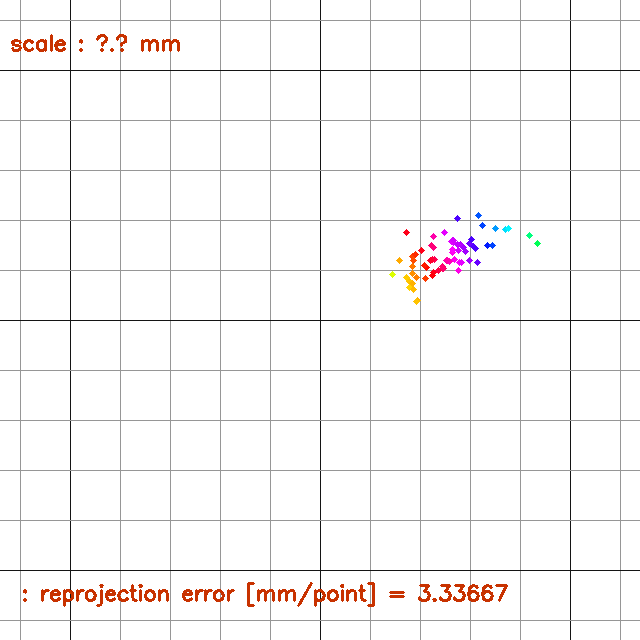 scale : ?.? mm
: reprojection error [mm/point] = 3.33667